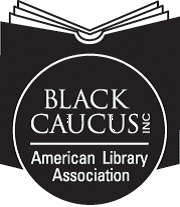 BLACK
CAUCUS INC
American Library
Association